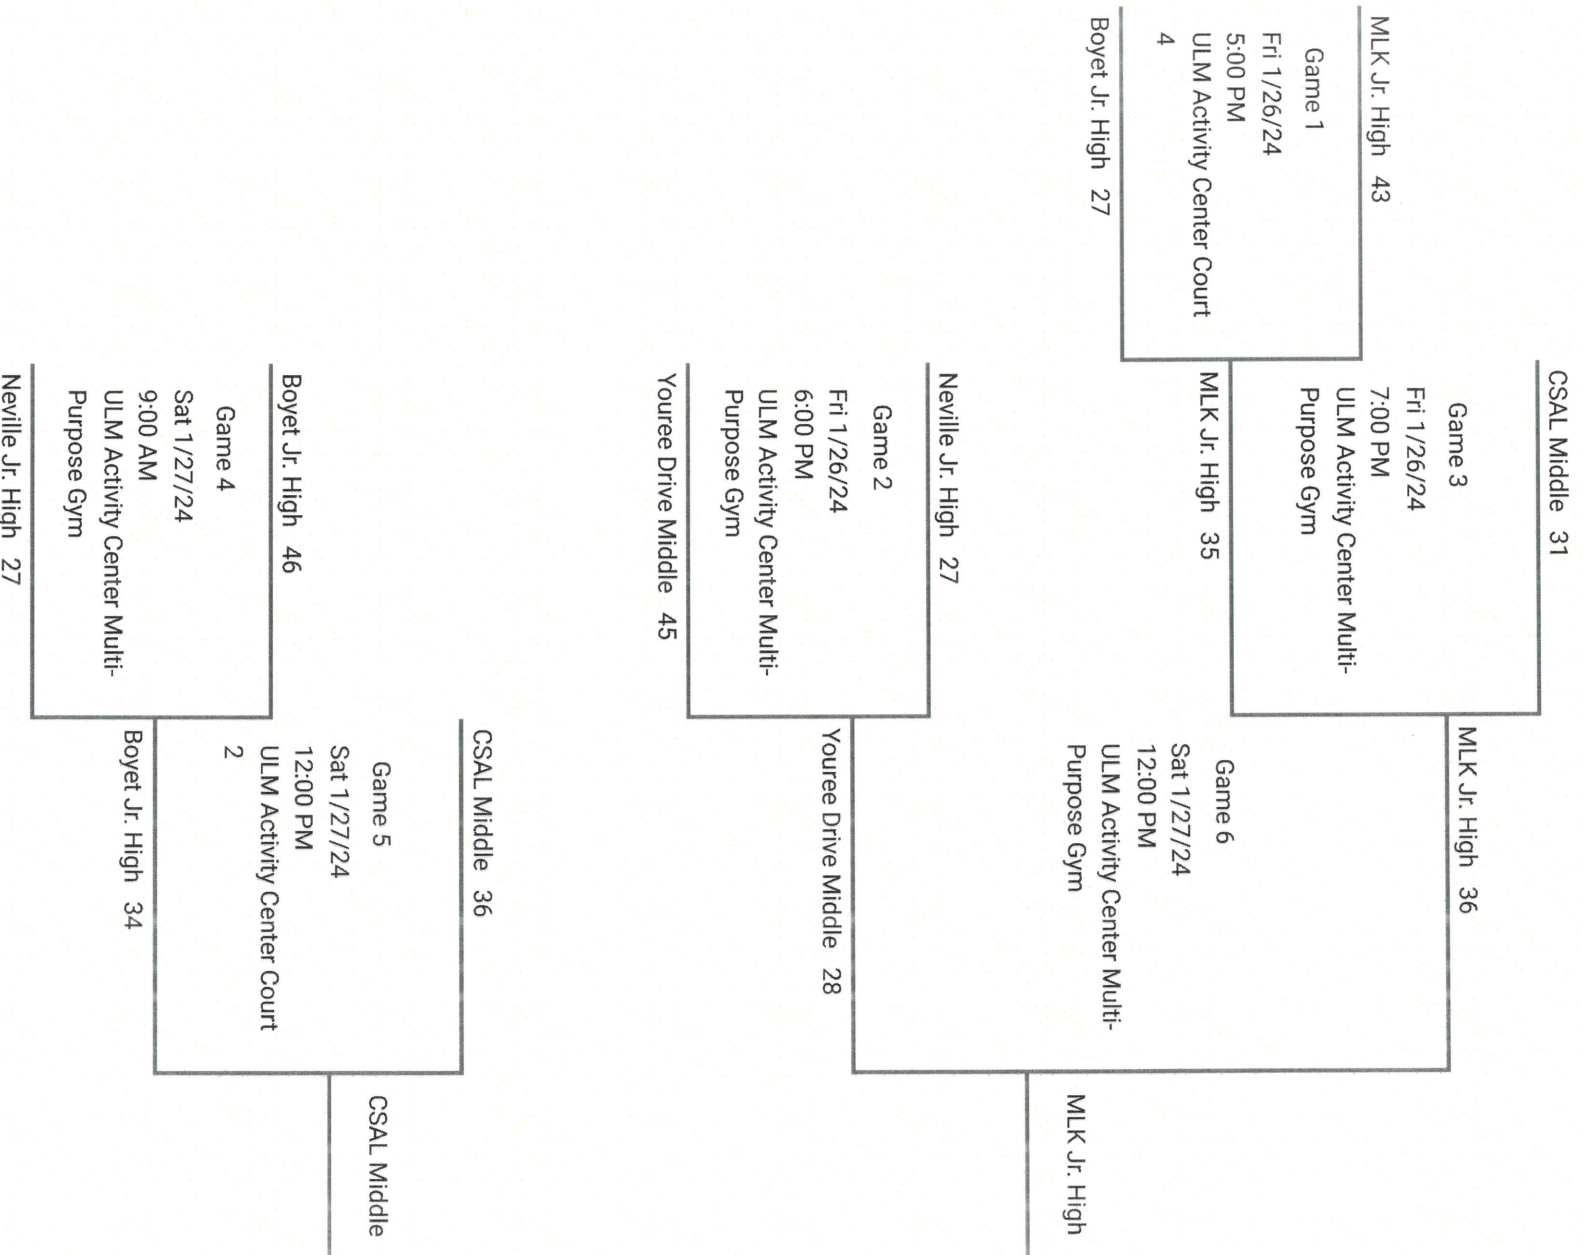 CSAL Middle 31
MLK Jr. High 43
Game 1
Fri 1/26/24
5:00 PM
ULM Activity Center Court
4
Boyet Jr. High 27
Game 3
Fri 1/26/24
7:00 PM
ULM Activity Center Multi-
Purpose Gym
MLK Jr. High 35
MLK Jr. High 36
Game 6
Sat 1/27/24
12:00 PM
ULM Activity Center Multi-
Purpose Gym
MLK Jr. High
Neville Jr. High 27
Game 2
Fri 1/26/24
6:00 PM
ULM Activity Center Multi-
Purpose Gym
Youree Drive Middle 45
Youree Drive Middle 28
CSAL Middle 36
Game 5
Sat 1/27/24
12:00 PM
ULM Activity Center Court
2
CSAL Middle
Boyet Jr. High 46
Game 4
Sat 1/27/24
9:00 AM
ULM Activity Center Multi-
Purpose Gym
Neville Jr. High 27
Boyet Jr. High 34